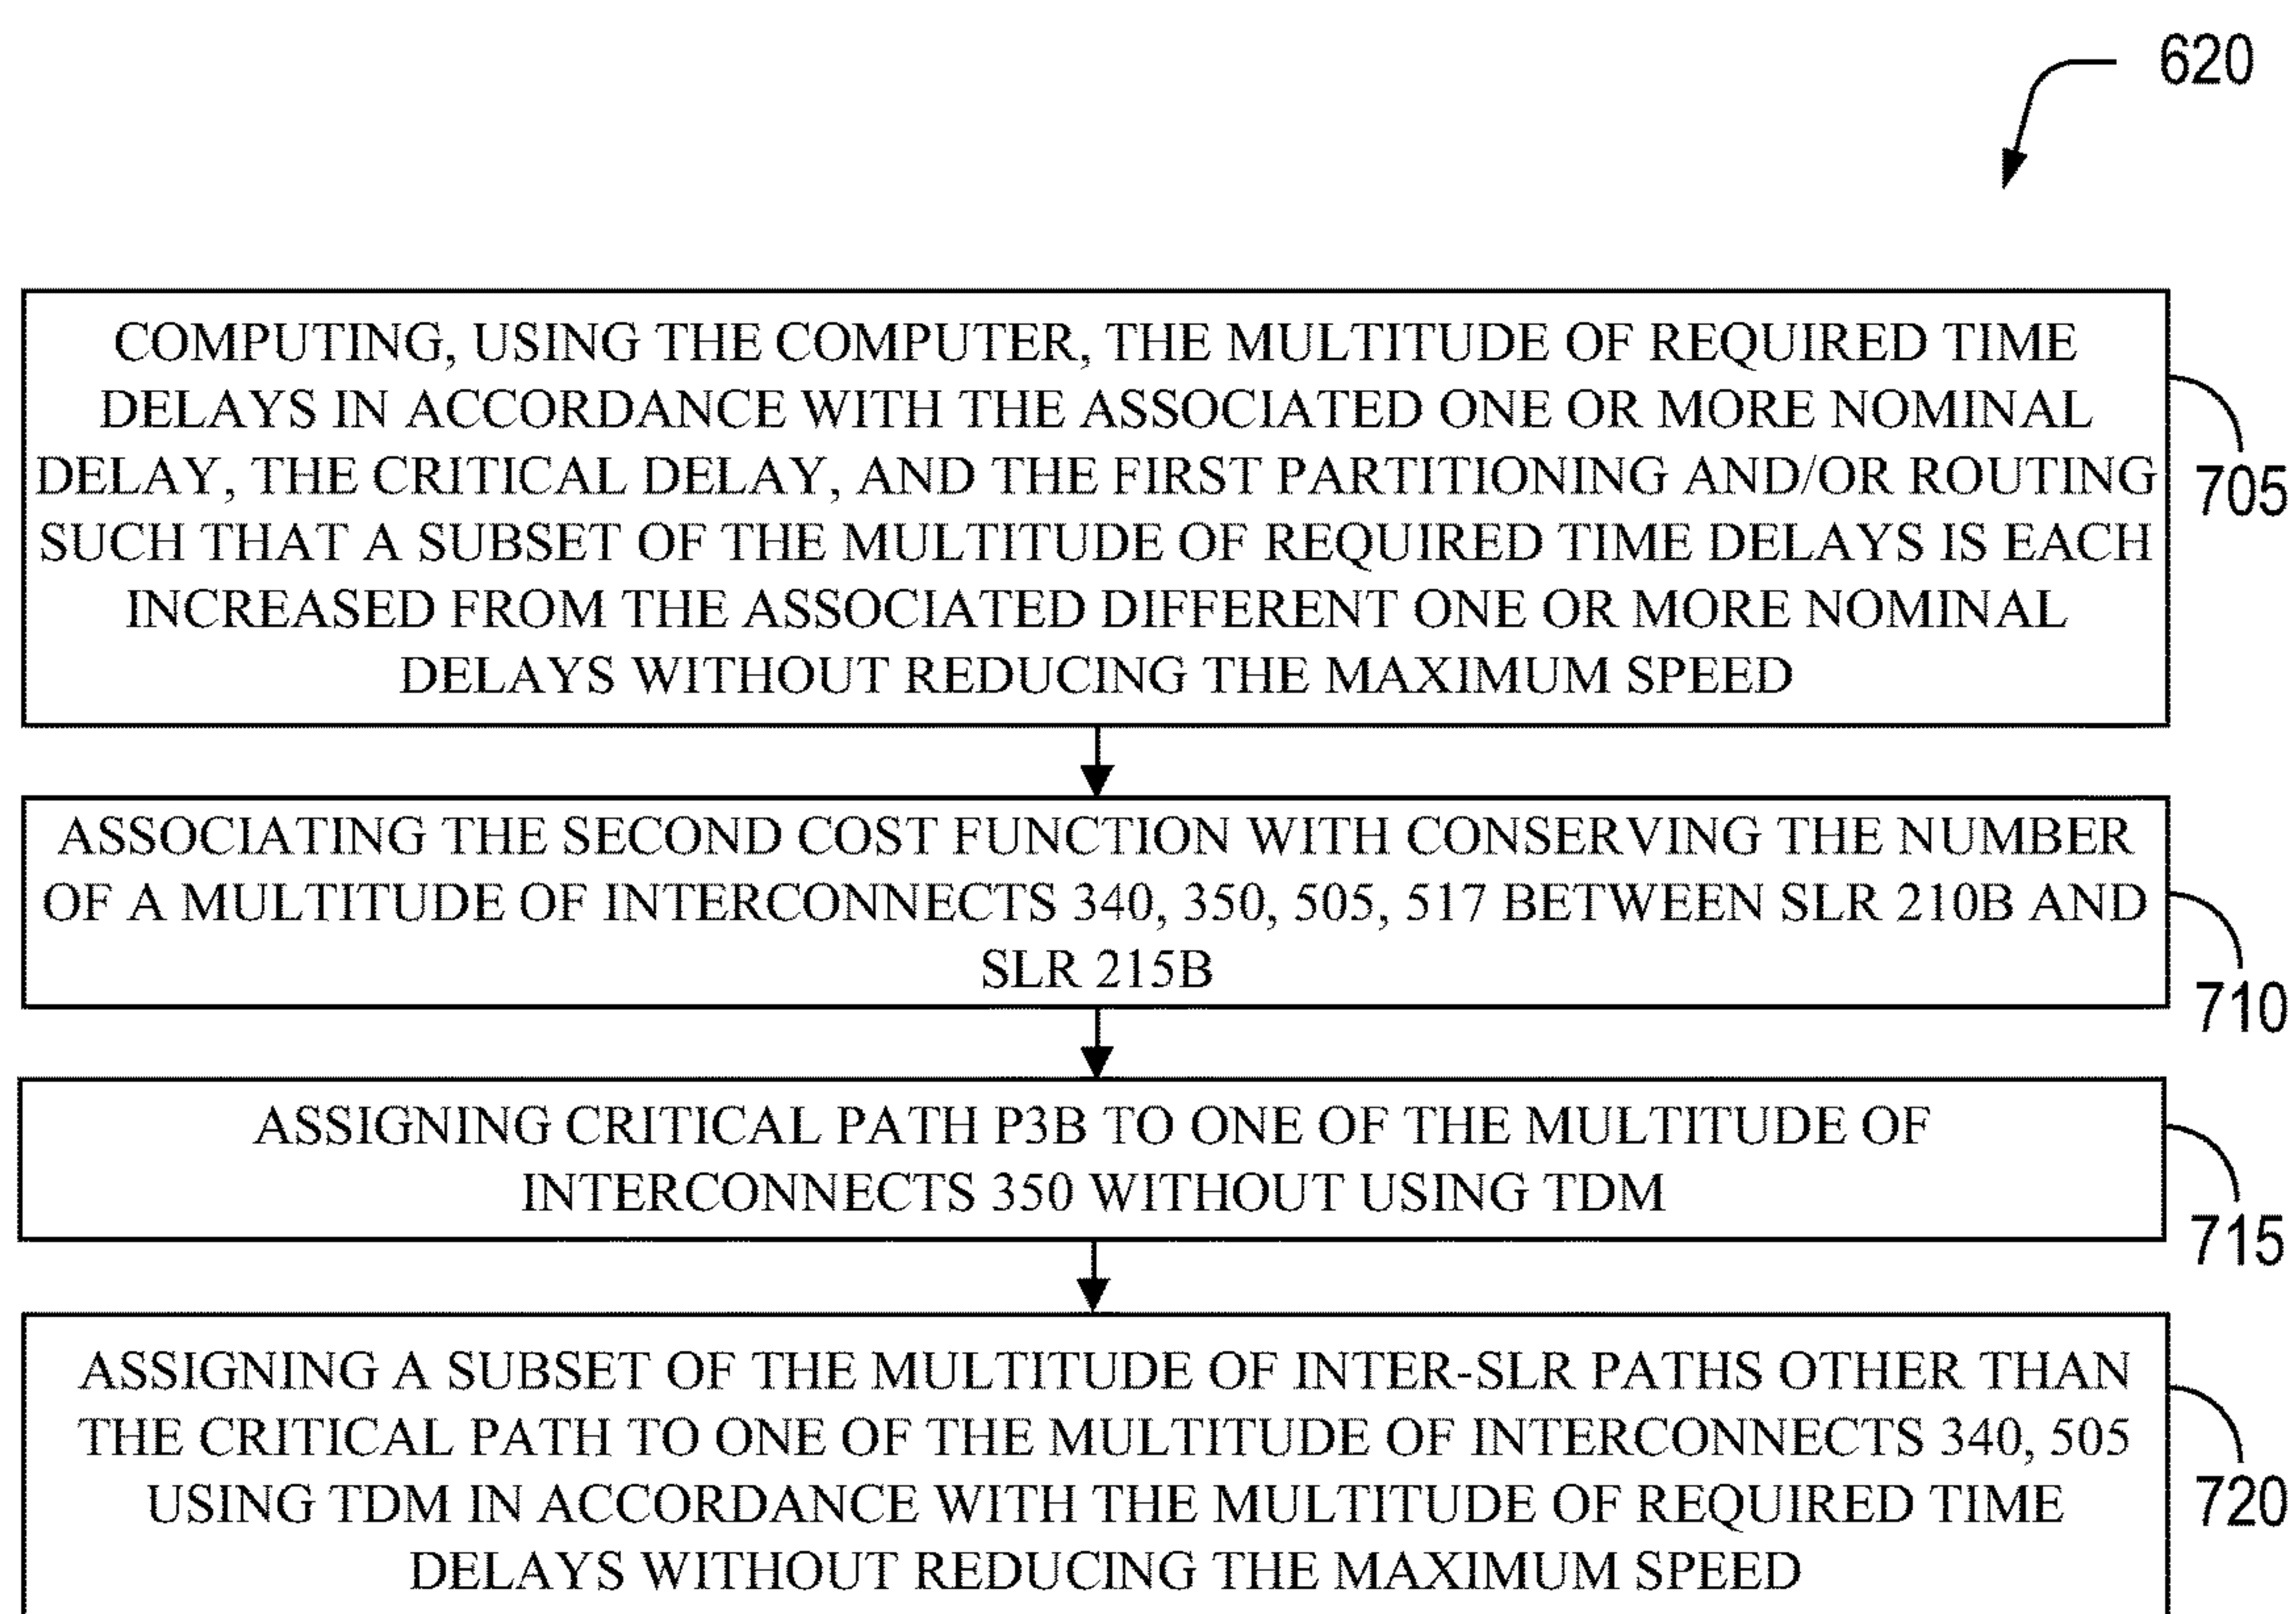 620
COMPUTING, USING THE COMPUTER, THE MULTITUDE OF REQUIRED TIME
DELAYS IN ACCORDANCE WITH THE ASSOCIATED ONE OR MORE NOMINAL
DELAY, THE CRITICAL DELAY, AND THE FIRST PARTITIONING AND/OR ROUTING
SUCH THAT A SUBSET OF THE MULTITUDE OF REQUIRED TIME DELAYS IS EACH
INCREASED FROM THE ASSOCIATED DIFFERENT ONE OR MORE NOMINAL
DELAYS WITHOUT REDUCING THE MAXIMUM SPEED
705
ASSOCIATING THE SECOND COST FUNCTION WITH CONSERVING THE NUMBER
OF A MULTITUDE OF INTERCONNECTS 340, 350, 505, 517 BETWEEN SLR 210B AND
SLR 215B
710
ASSIGNING CRITICAL PATH P3B TO ONE OF THE MULTITUDE OF
INTERCONNECTS 350 WITHOUT USING TDM
715
ASSIGNING A SUBSET OF THE MULTITUDE OF INTER-SLR PATHS OTHER THAN
THE CRITICAL PATH TO ONE OF THE MULTITUDE OF INTERCONNECTS 340, 505
USING TDM IN ACCORDANCE WITH THE MULTITUDE OF REQUIRED TIME
DELAYS WITHOUT REDUCING THE MAXIMUM SPEED
720